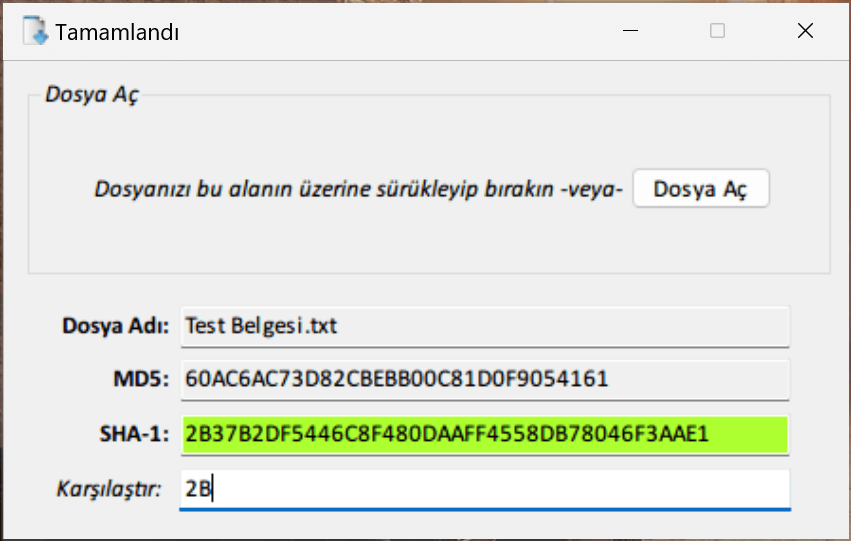 Tamamlandı
Dosya Aç
Dosyanızı bu alanın üzerine sürükleyip bırakın -veya- Dosya Aç
Dosya Adı: Test Belgesi.txt
MD5: 60AC6AC73D82CBEBB00C81D0F9054161
SHA-1: 2B37B2DF5446C8F480DAAFF4558DB78046F3AAE1
Karşılaştır: 2B